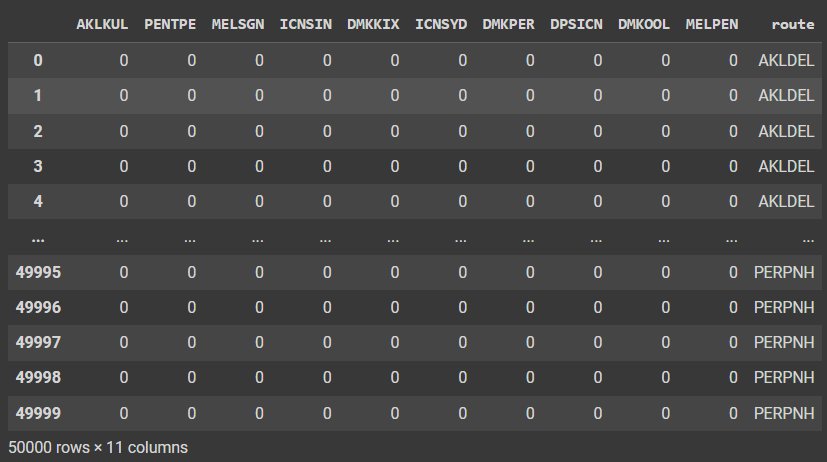 AKLKUL PENTPE MELSGN ICNSIN DMKKIX ICNSYD DMKPER DPSICN DMKOOL MELPEN route
0 0 0 0 0 0 0 0 0 0 0 AKLDEL
1 0 0 0 0 0 0 0 0 0 0 AKLDEL
2 0 0 0 0 0 0 0 0 0 0 AKLDEL
3 0 0 0 0 0 0 0 0 0 0 AKLDEL
4 0 0 0 0 0 0 0 0 0 0 AKLDEL
... ... ... ... ... ... ... ... ... ... ... ...
49995 0 0 0 0 0 0 0 0 0 0 PERPNH
49996 0 0 0 0 0 0 0 0 0 0 PERPNH
49997 0 0 0 0 0 0 0 0 0 0 PERPNH
49998 0 0 0 0 0 0 0 0 0 0 PERPNH
49999 0 0 0 0 0 0 0 0 0 0 PERPNH
50000 rows × 11 columns